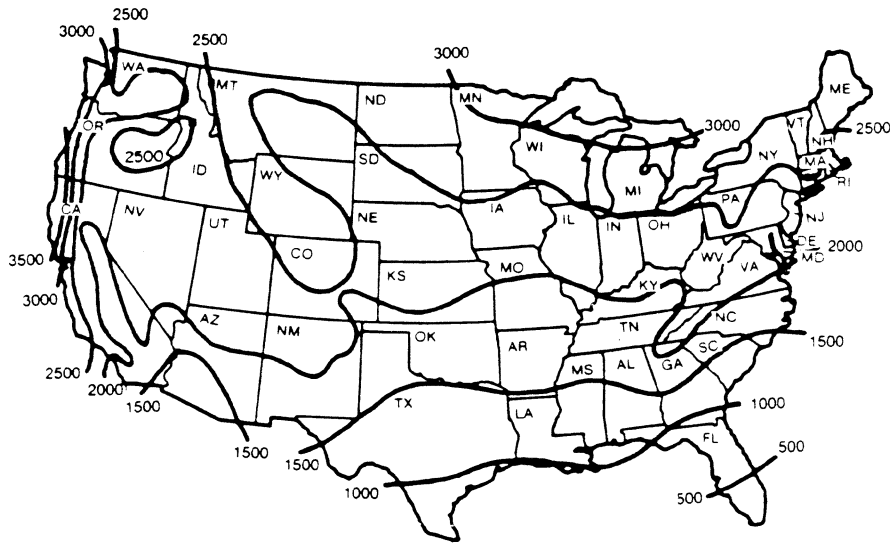 2500
3000
2500
3000
WA
MT
ND
MN
ME
OR
VT
2500
NH
3000
WI
NY
MA
2500
SD
ID
MI
RI
WY
PA
CA
NV
NE
IA
IL
IN
OH
NJ
UT
DE
2000
CO
WV
VA
MD
3500
KS
MO
KY
3000
AZ
NM
OK
TN
NC
1500
AR
SC
MS
AL
GA
2500
2000
1500
TX
LA
1000
FL
1500
1500
500
1000
500